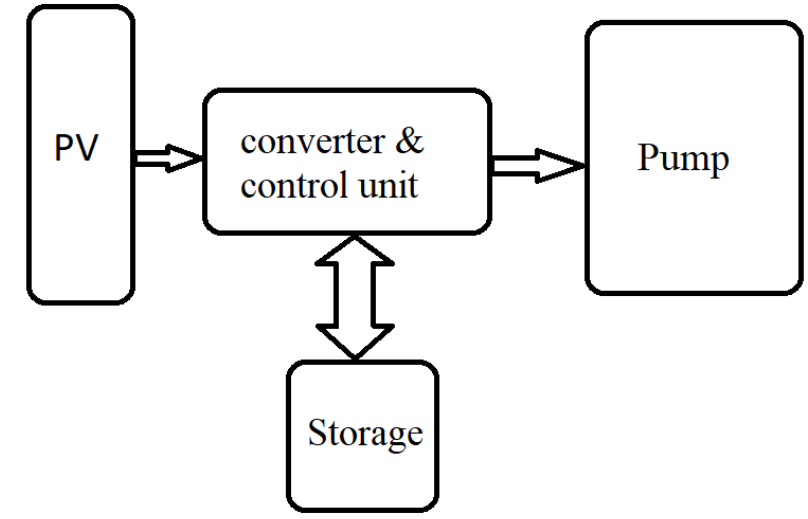 PV
converter &
control unit
Pump
Storage